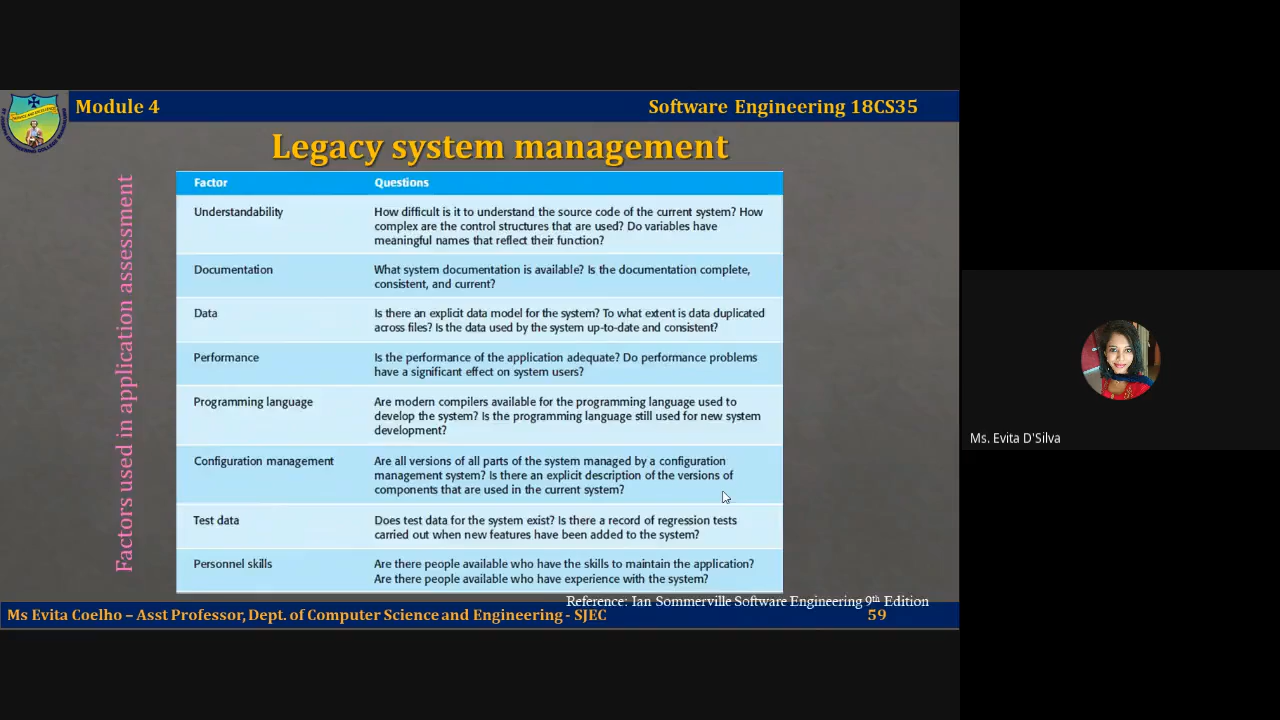 Module 4
Software Engineering 18CS35
Legacy system management
Factors used in application assessment
Factor
Questions
Understandability
How difficult is it to understand the source code of the current system? How
complex are the control structures that are used? Do variables have
meaningful names that reflect their function?
Documentation
What system documentation is available? Is the documentation complete,
consistent, and current?
Data
Is there an explicit data model for the system? To what extent is data duplicated
across files? Is the data used by the system up-to-date and consistent?
Performance
Is the performance of the application adequate? Do performance problems
have a significant effect on system users?
Programming language
Are modern compilers available for the programming language used to
develop the system? Is the programming language still used for new system
development?
Configuration management
Are all versions of all parts of the system managed by a configuration
management system? Is there an explicit description of the versions of
components that are used in the current system?
Test data
Does test data for the system exist? Is there a record of regression tests
carried out when new features have been added to the system?
Personnel skills
Are there people available who have the skills to maintain the application?
Are there people available who have experience with the system?
Reference: Ian Sommerville Software Engineering 9th Edition
Ms Evita Coelho – Asst Professor, Dept. of Computer Science and Engineering - SJEC
59
Ms. Evita D'Silva